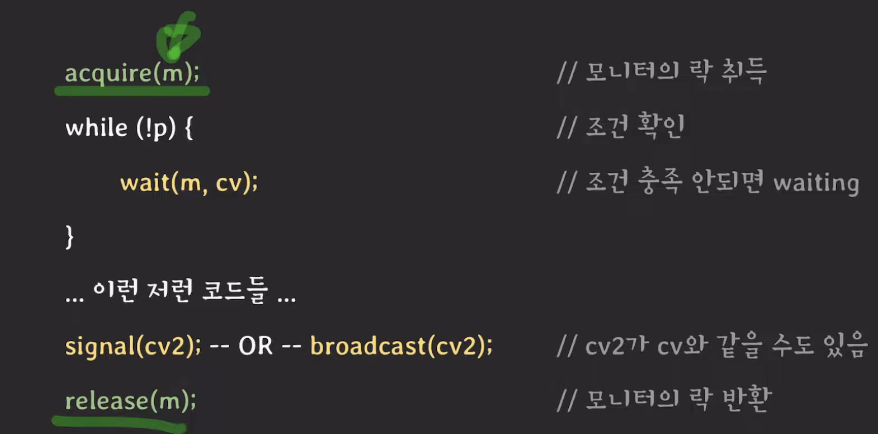 acquire(m); // 모니터의 락 취득
while (!p) { // 조건 확인
wait(m, cv); // 조건 충족 안되면 waiting
}
... 이런 저런 코드들 ...
signal(cv2); -- OR -- broadcast(cv2); // cv2가 cv와 같을 수도 있음
release(m); // 모니터의 락 반환